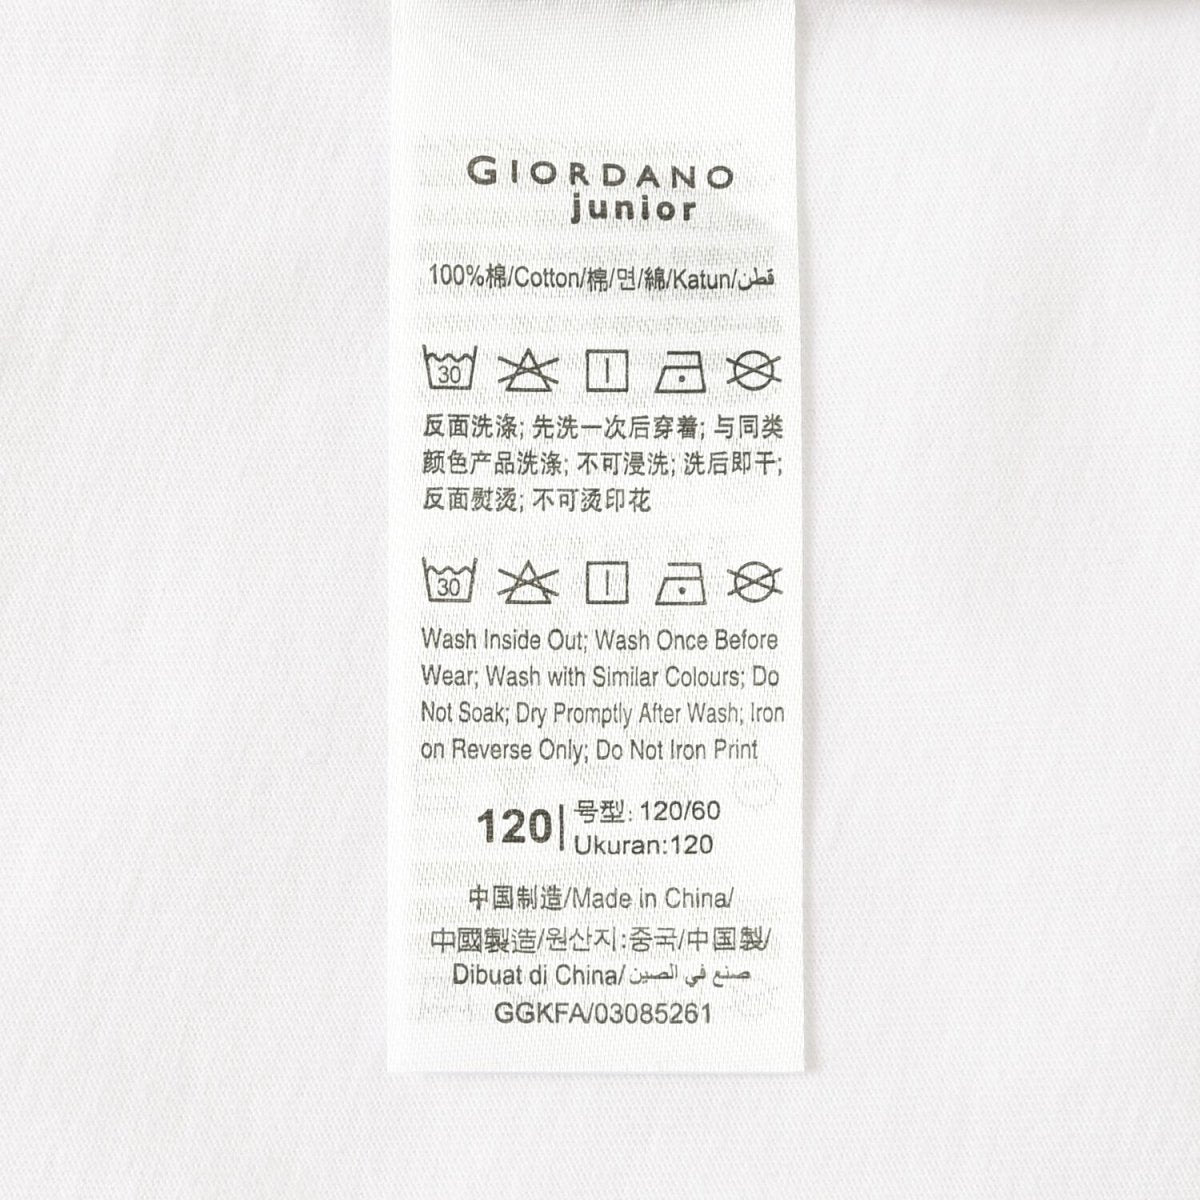 GIORDANO
junior
100%棉/Cotton/棉/면/綿/Katun/قطن
30
反面洗涤; 先洗一次后穿着; 与同类
颜色产品洗涤; 不可浸洗; 洗后即干;
反面熨烫; 不可烫印花
30
Wash Inside Out; Wash Once Before
Wear; Wash with Similar Colours; Do
Not Soak; Dry Promptly After Wash; Iron
on Reverse Only; Do Not Iron Print
120
号型: 120/60
Ukuran:120
中国制造/Made in China/
中國製造/원산지:중국/中国製/
Dibuat di China/صنع في الصين
GGKFA/03085261